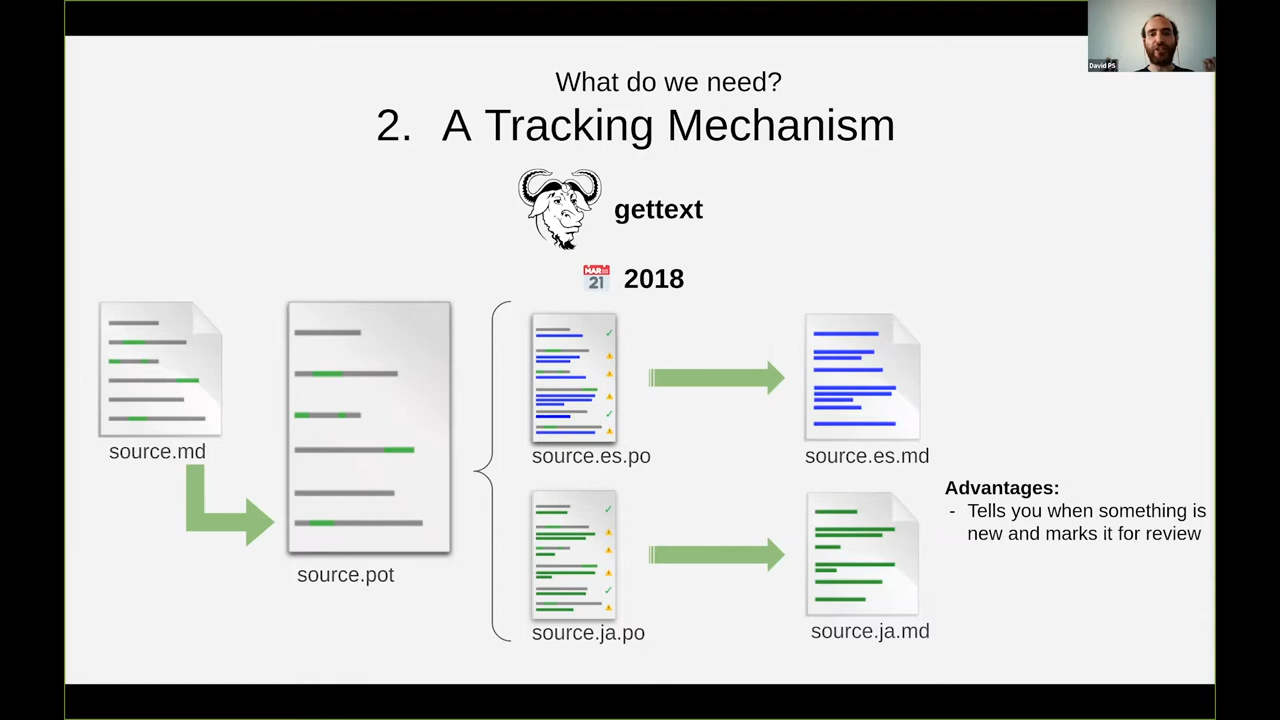 David PS
What do we need?
2. A Tracking Mechanism
gettext
MAR
21
2018
source.md
source.pot
source.es.po
source.es.md
source.ja.po
source.ja.md
Advantages:
- Tells you when something is
new and marks it for review